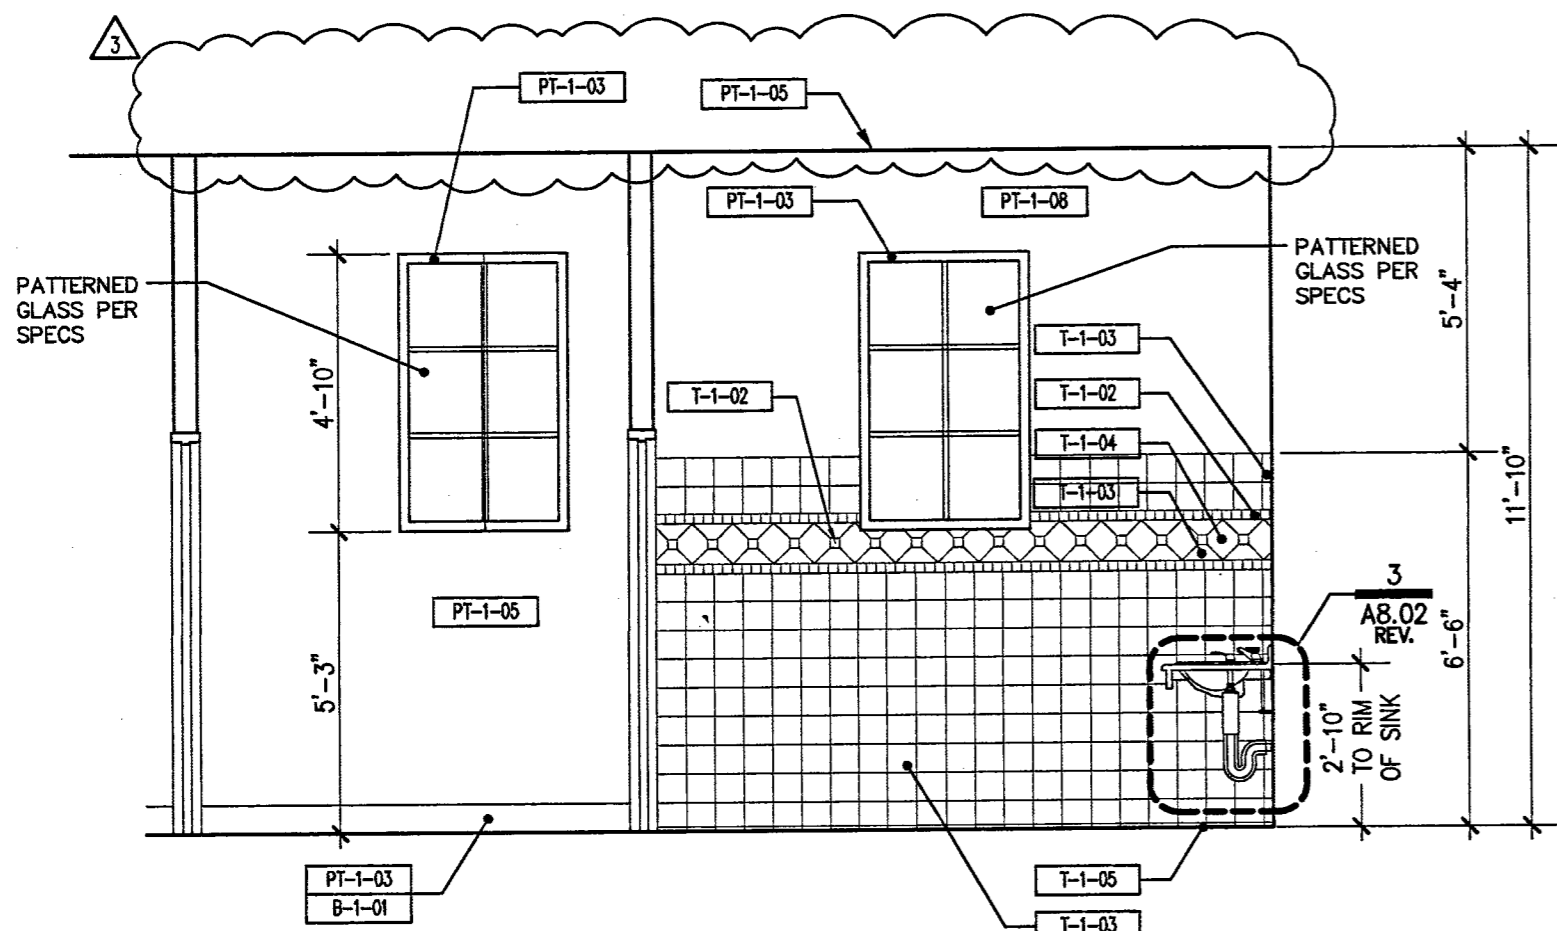 3
PT-1-03
PT-1-05
PT-1-03
PT-1-08
PATTERNED
GLASS PER
SPECS
PATTERNED
GLASS PER
SPECS
4'-10"
5'-4"
T-1-03
T-1-02
T-1-02
T-1-04
T-1-03
11'-10"
PT-1-05
5'-3"
3
A8.02
REV.
6'-6"
2'-10"
TO RIM
OF SINK
PT-1-03
B-1-01
T-1-05
T-1-03